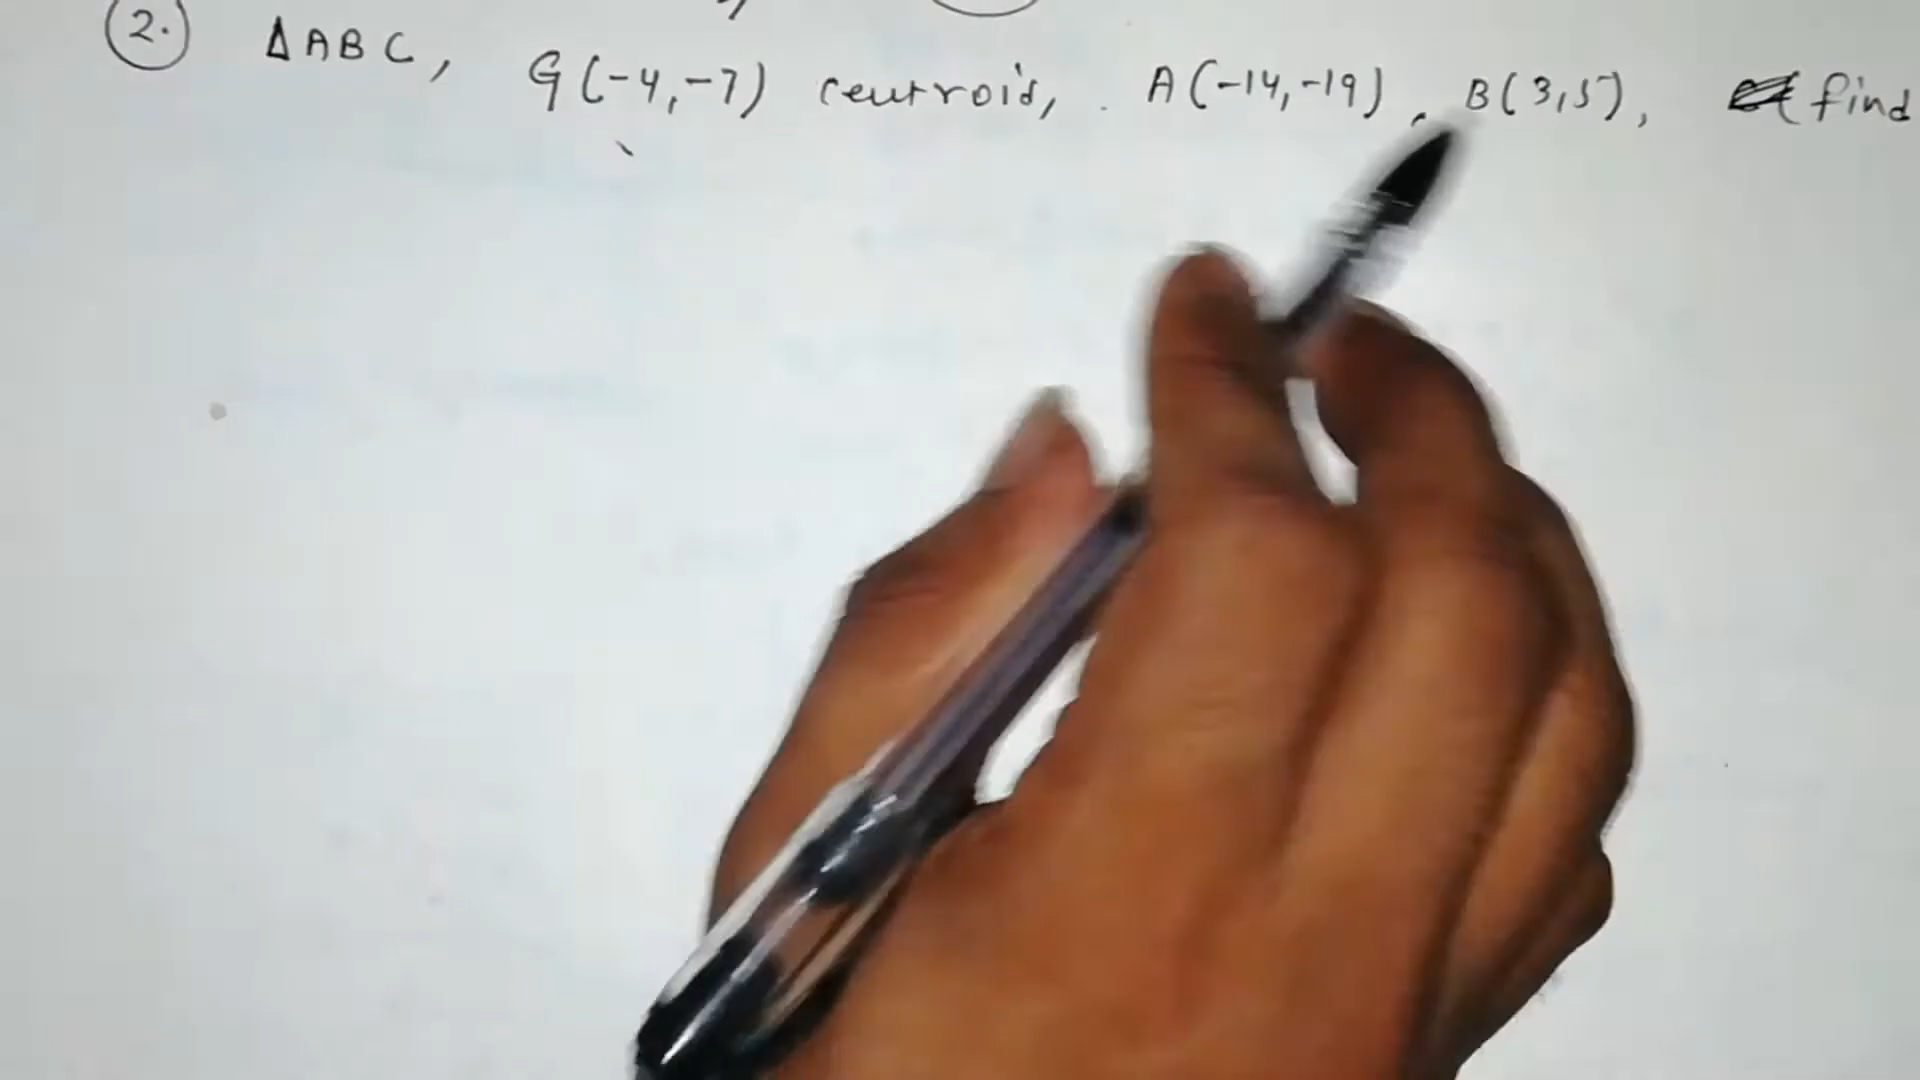 2. ΔABC, G(-4,-7) centroid, A(-14,-19), B(3,5), find